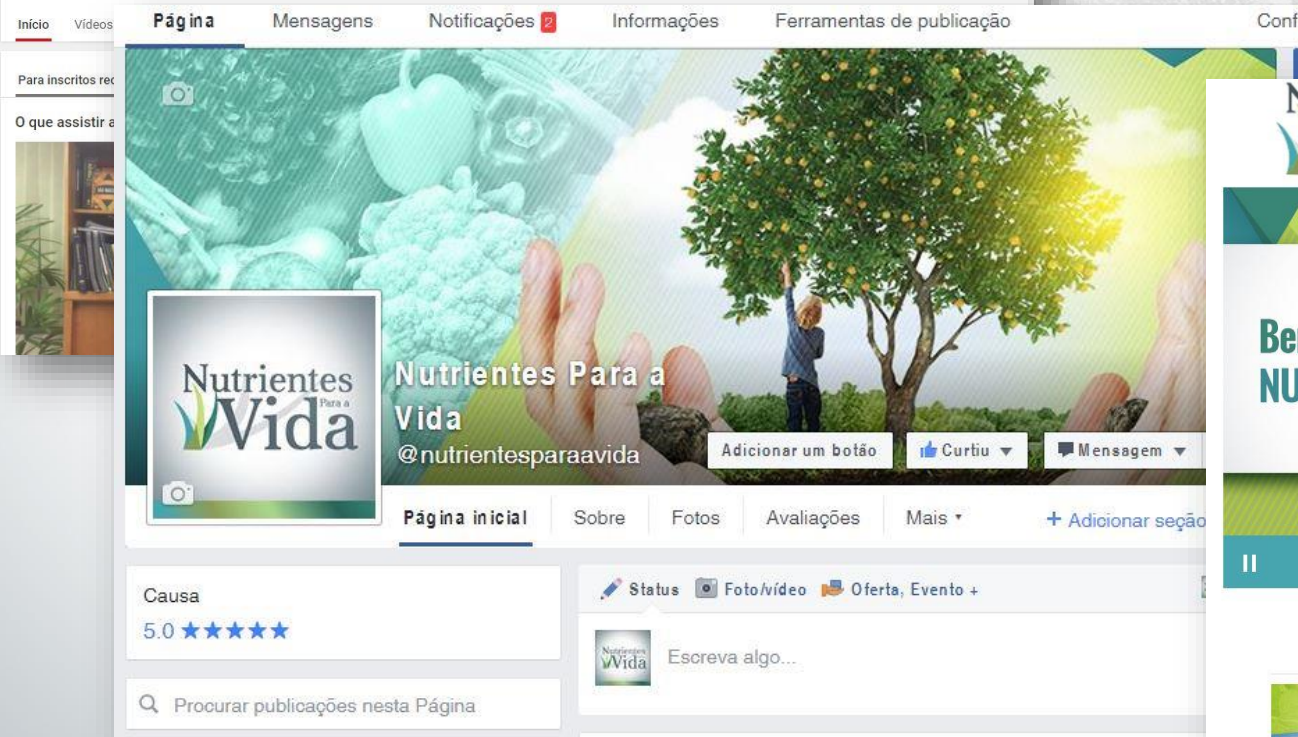 Início Vídeos
Para inscritos rec
O que assistir a
Página Mensagens Notificações 2 Informações Ferramentas de publicação Conf
Nutrientes
Para a
Vida
Nutrientes Para a
Vida
@nutrientesparaavida
Adicionar um botão Curtiu Mensagem
Página inicial Sobre Fotos Avaliações Mais + Adicionar seção
Causa
5.0 ★★★★★
Procurar publicações nesta Página
Status Foto/vídeo Oferta, Evento +
Nutrientes
Vida
Escreva algo...
N
V
Be
NU